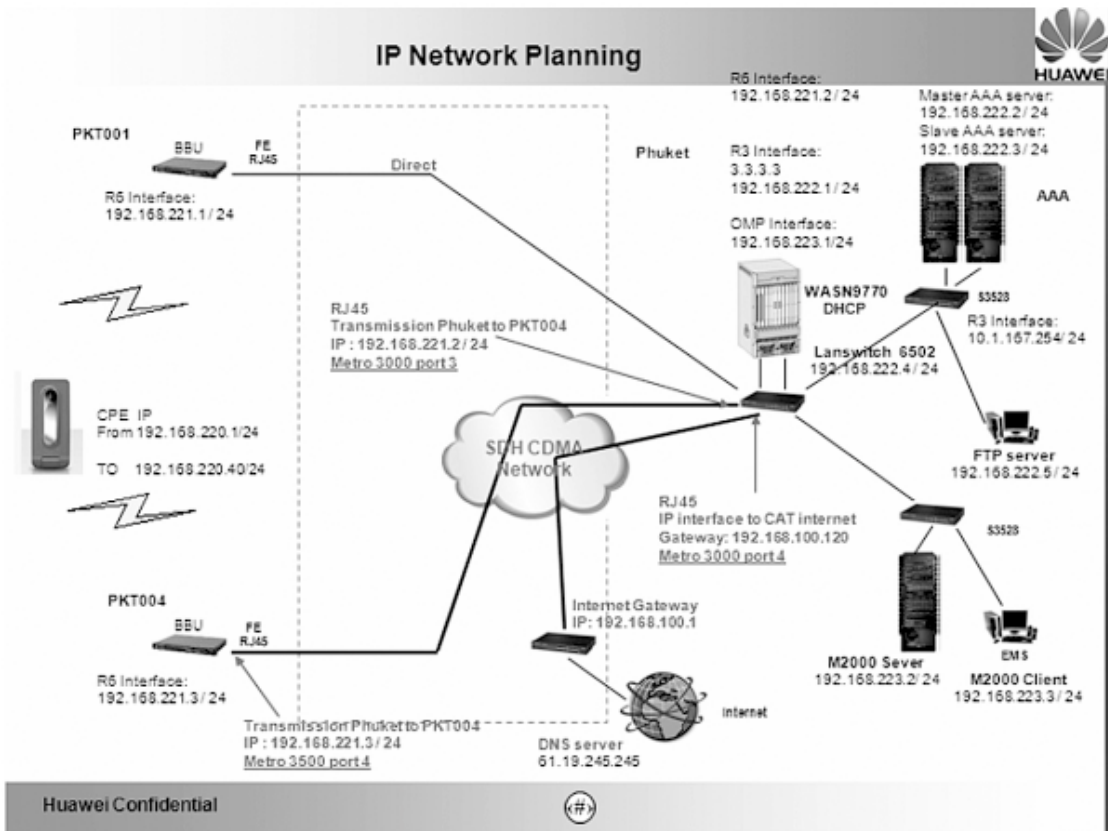 IP Network Planning
HUAWEI
R6 Interface:
192.168.221.2/ 24
Master AAA server:
192.168.222.2/ 24
Slave AAA server:
192.168.222.3/ 24
PKT001
BBU
FE
RJ45
Direct
Phuket
R3 Interface:
3.3.3.3
192.168.222.1/ 24
AAA
R6 Interface:
192.168.221.1/ 24
OMP Interface:
192.168.223.1/24
WASN9770
DHCP
S3528
R3 Interface:
10.1.167.254/ 24
RJ45
Transmission Phuket to PKT004
IP : 192.168.221.2/ 24
Metro 3000 port 3
Lanswitch 6502
192.168.222.4/ 24
CPE IP
From 192.168.220.1/24
TO 192.168.220.40/24
SDH CDMA
Network
FTP server
192.168.222.5/ 24
RJ45
IP interface to CAT internet
Gateway: 192.168.100.120
Metro 3000 port 4
S3528
PKT004
BBU
FE
RJ45
Internet Gateway
IP: 192.168.100.1
R6 Interface:
192.168.221.3/ 24
M2000 Sever
192.168.223.2/ 24
EMS
M2000 Client
192.168.223.3/ 24
Transmission Phuket to PKT004
IP : 192.168.221.3/ 24
Metro 3500 port 4
Internet
DNS server
61.19.245.245
Huawei Confidential
‹#›